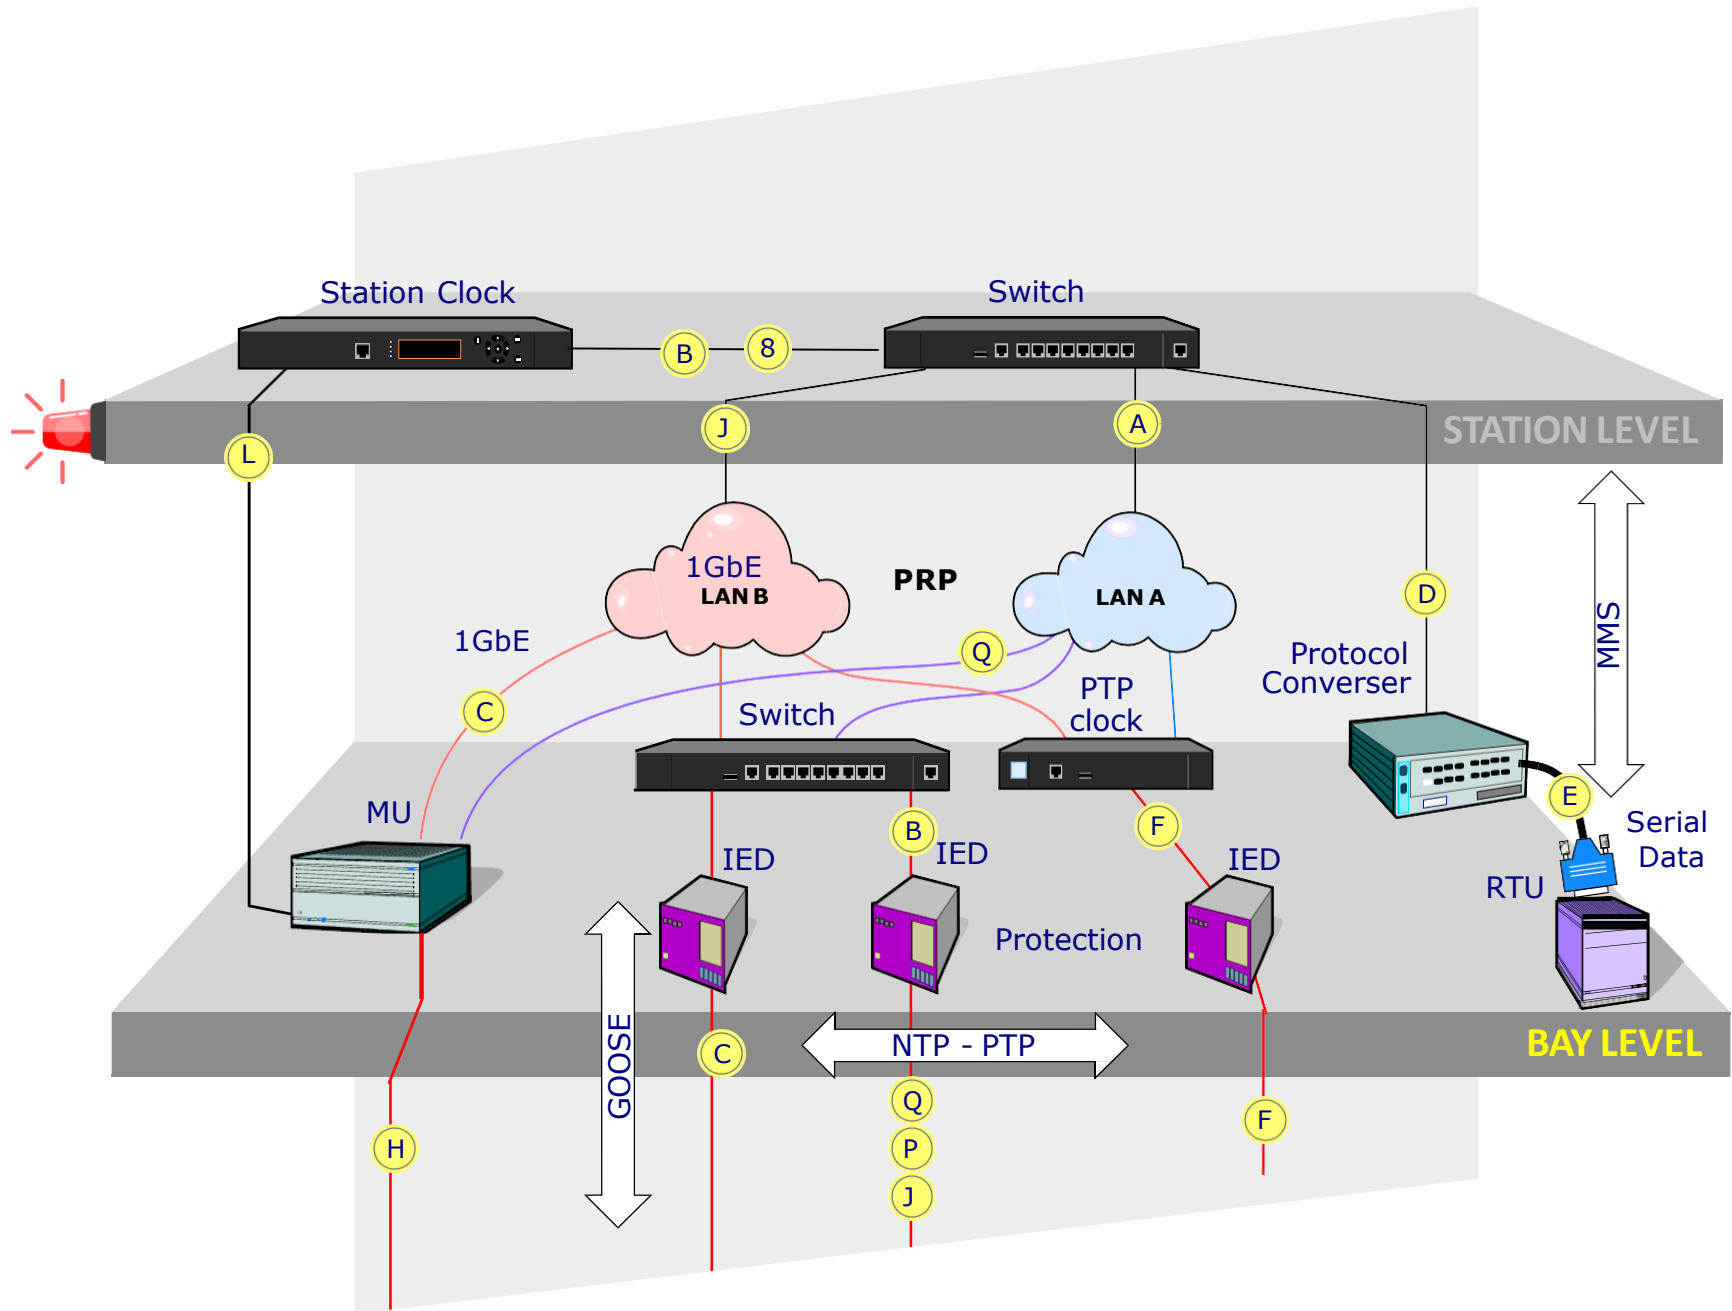 Station Clock
Switch
B
8
J
A
STATION LEVEL
L
1GbE
LAN B
PRP
LAN A
D
MMS
1GbE
Q
Protocol
Converser
C
Switch
PTP
clock
MU
E
B
F
Serial
Data
IED
IED
IED
RTU
Protection
GOOSE
NTP - PTP
BAY LEVEL
C
Q
F
H
P
J